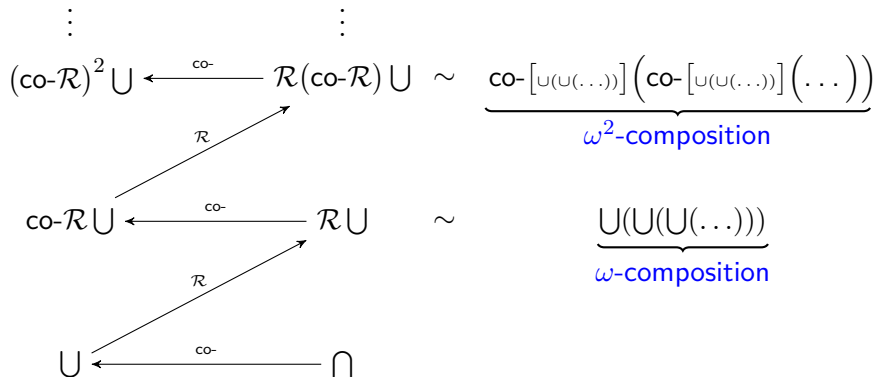 ⋮ ⋮
(co-ℛ)² ⋃ co- ℛ(co-ℛ) ⋃ ∼ co-[∪(∪(...))](co-[∪(∪(...))](...))
ω²-composition
ℛ
co-ℛ ⋃ co- ℛ ⋃ ∼ ⋃(⋃(⋃(...)))
ω-composition
ℛ
⋃ co- ⋂